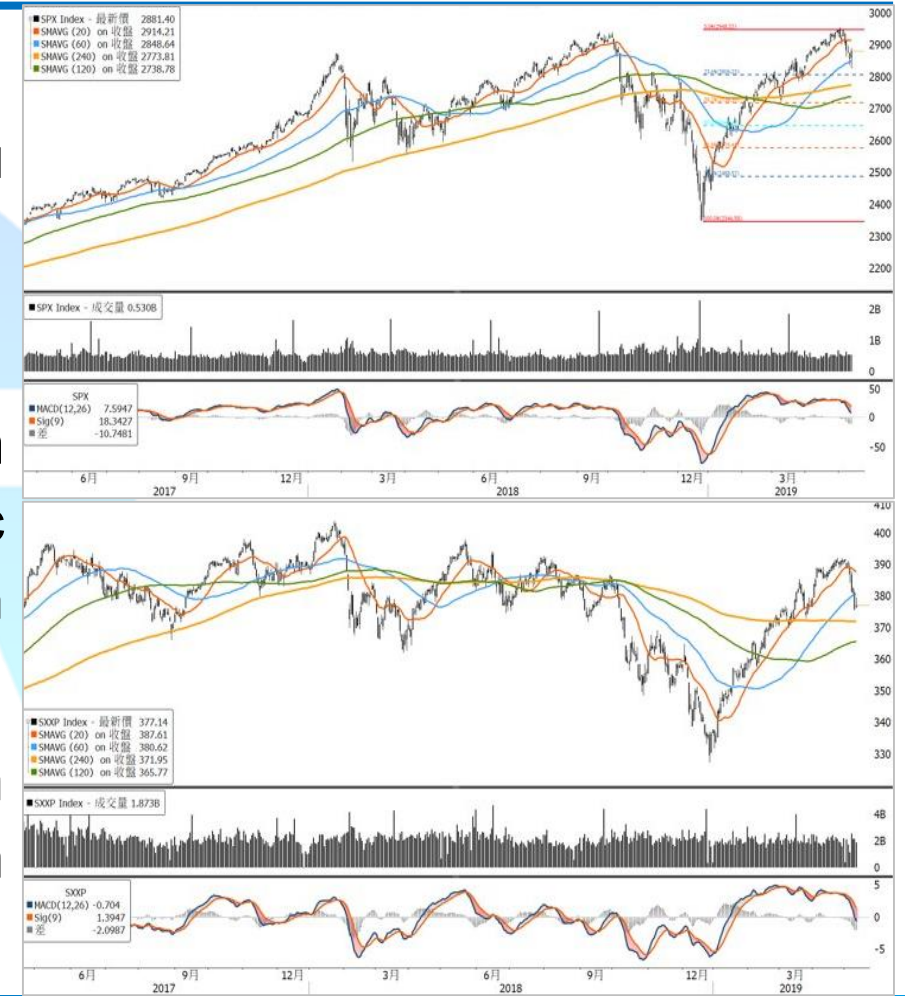 SPX Index - 最新價 2881.40
SMAVG (20) on 收盤 2914.21
SMAVG (60) on 收盤 2848.64
SMAVG (240) on 收盤 2773.81
SMAVG (120) on 收盤 2738.78
3000
2900
2800
2700
2600
2500
2400
2300
2200
SPX Index - 成交量 0.530B
2B
1B
0
SPX
MACD(12,26) 7.5947
Sig(9) 18.3427
差 -10.7481
50
0
-50
6月 9月 12月 3月 6月 9月 12月 3月
2017 2018 2019
410
400
390
380
370
360
350
340
330
SXXP Index - 最新價 377.14
SMAVG (20) on 收盤 387.61
SMAVG (60) on 收盤 380.62
SMAVG (240) on 收盤 371.95
SMAVG (120) on 收盤 365.77
SXXP Index - 成交量 1.873B
4B
2B
0
SXXP
MACD(12,26) -0.704
Sig(9) 1.3947
差 -2.0987
5
0
-5
6月 9月 12月 3月 6月 9月 12月 3月
2017 2018 2019